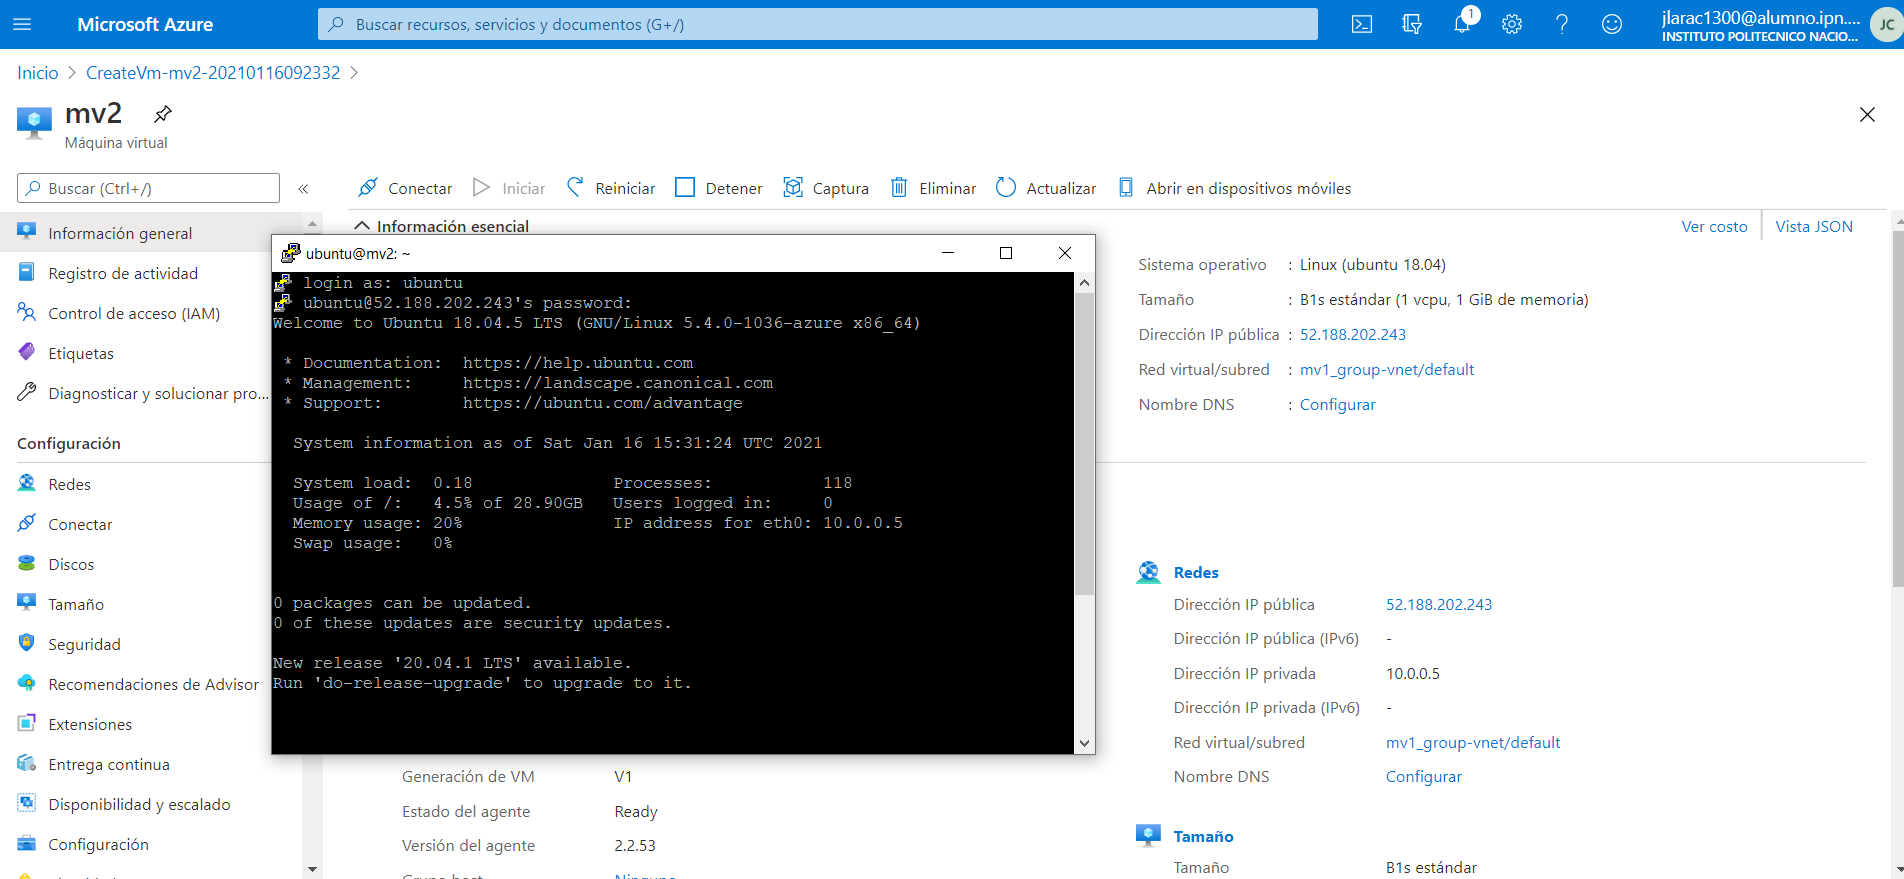 Microsoft Azure
Buscar recursos, servicios y documentos (G+/)
1
jlarac1300@alumno.ipn....
INSTITUTO POLITECNICO NACIO...
JC
Inicio > CreateVm-mv2-20210116092332 >
mv2
Máquina virtual
Buscar (Ctrl+/)
«
Conectar
Iniciar
Reiniciar
Detener
Captura
Eliminar
Actualizar
Abrir en dispositivos móviles
Información general
Registro de actividad
Control de acceso (IAM)
Etiquetas
Diagnosticar y solucionar pro...
Configuración
Redes
Conectar
Discos
Tamaño
Seguridad
Recomendaciones de Advisor
Extensiones
Entrega continua
Disponibilidad y escalado
Configuración
Información esencial
Ver costo
Vista JSON
ubuntu@mv2: ~
login as: ubuntu
ubuntu@52.188.202.243's password:
Welcome to Ubuntu 18.04.5 LTS (GNU/Linux 5.4.0-1036-azure x86_64)
* Documentation: https://help.ubuntu.com
* Management: https://landscape.canonical.com
* Support: https://ubuntu.com/advantage
System information as of Sat Jan 16 15:31:24 UTC 2021
System load: 0.18 Processes: 118
Usage of /: 4.5% of 28.90GB Users logged in: 0
Memory usage: 20% IP address for eth0: 10.0.0.5
Swap usage: 0%
0 packages can be updated.
0 of these updates are security updates.
New release '20.04.1 LTS' available.
Run 'do-release-upgrade' to upgrade to it.
Sistema operativo : Linux (ubuntu 18.04)
Tamaño : B1s estándar (1 vcpu, 1 GiB de memoria)
Dirección IP pública : 52.188.202.243
Red virtual/subred : mv1_group-vnet/default
Nombre DNS : Configurar
Generación de VM V1
Estado del agente Ready
Versión del agente 2.2.53
Redes
Dirección IP pública 52.188.202.243
Dirección IP pública (IPv6) -
Dirección IP privada 10.0.0.5
Dirección IP privada (IPv6) -
Red virtual/subred mv1_group-vnet/default
Nombre DNS Configurar
Tamaño
Tamaño B1s estándar